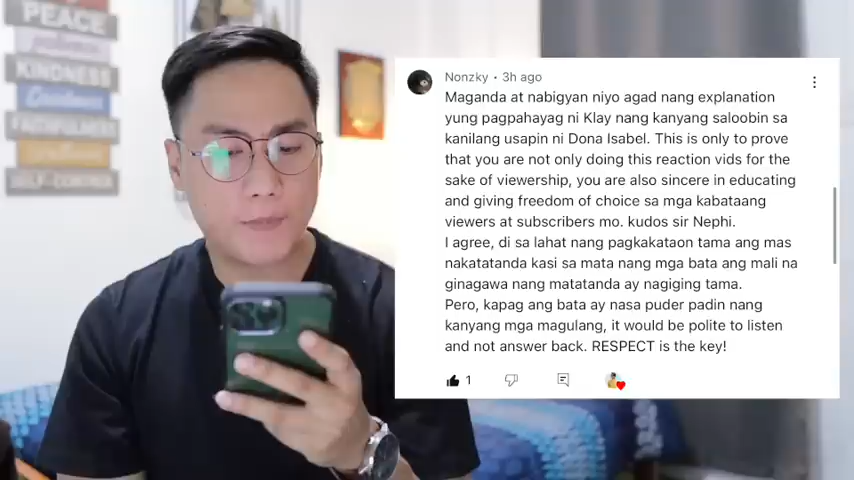 PEACE
KINDNESS
Goodness
FAITHFULNESS
SELF-CONTROL
Nonzky • 3h ago
Maganda at nabigyan niyo agad nang explanation
yung pagpahayag ni Klay nang kanyang saloobin sa
kanilang usapin ni Dona Isabel. This is only to prove
that you are not only doing this reaction vids for the
sake of viewership, you are also sincere in educating
and giving freedom of choice sa mga kabataang
viewers at subscribers mo. kudos sir Nephi.
I agree, di sa lahat nang pagkakataon tama ang mas
nakatatanda kasi sa mata nang mga bata ang mali na
ginagawa nang matatanda ay nagiging tama.
Pero, kapag ang bata ay nasa puder padin nang
kanyang mga magulang, it would be polite to listen
and not answer back. RESPECT is the key!
1